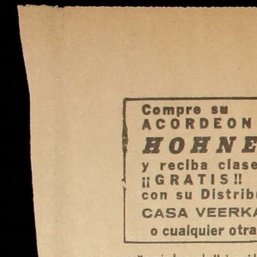 Compre su
ACORDEON
HOHNE
y reciba clase
¡¡GRATIS!!
con su Distrib
CASA VEERKA
o cualquier otra